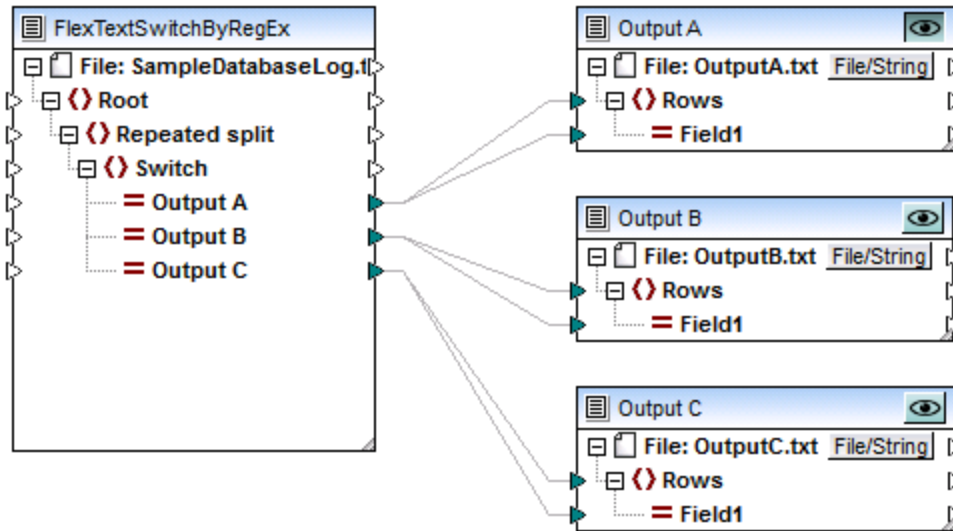 FlexTextSwitchByRegEx
File: SampleDatabaseLog.t
Root
Repeated split
Switch
Output A
Output B
Output C
Output A
File: OutputA.txt File/String
Rows
Field1
Output B
File: OutputB.txt File/String
Rows
Field1
Output C
File: OutputC.txt File/String
Rows
Field1